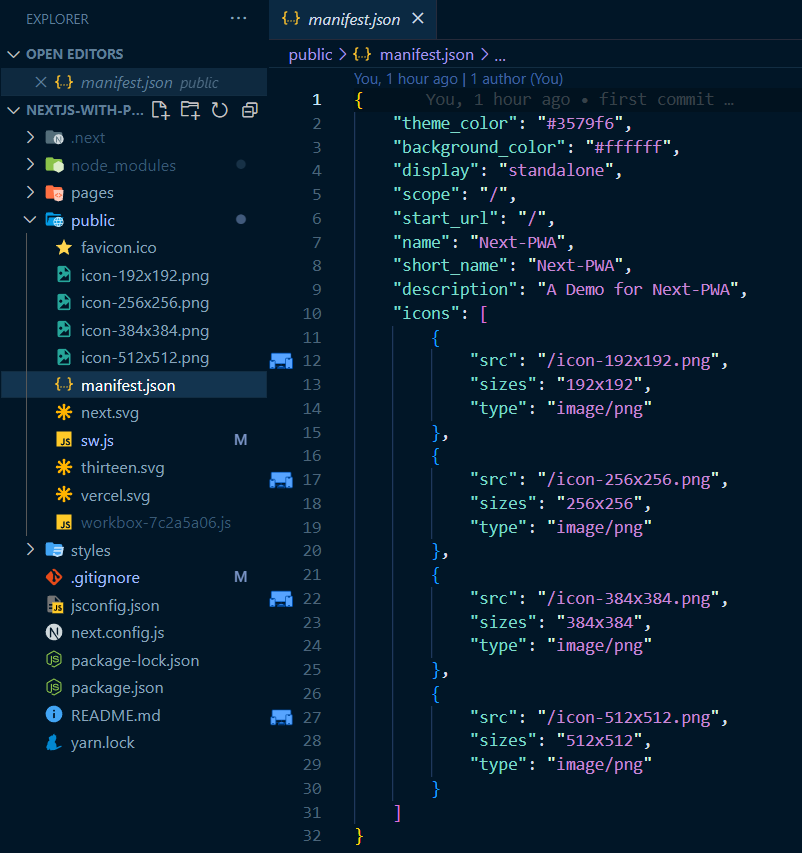 EXPLORER ...
OPEN EDITORS
manifest.json public
NEXTJS-WITH-P...
.next
node_modules
pages
public
favicon.ico
icon-192x192.png
icon-256x256.png
icon-384x384.png
icon-512x512.png
manifest.json
next.svg
sw.js M
thirteen.svg
vercel.svg
workbox-7c2a5a06.js
styles
.gitignore M
jsconfig.json
next.config.js
package-lock.json
package.json
README.md
yarn.lock
{..} manifest.json
public > {..} manifest.json > ...
You, 1 hour ago | 1 author (You)
1 { You, 1 hour ago • first commit …
2 "theme_color": "#3579f6",
3 "background_color": "#ffffff",
4 "display": "standalone",
5 "scope": "/",
6 "start_url": "/",
7 "name": "Next-PWA",
8 "short_name": "Next-PWA",
9 "description": "A Demo for Next-PWA",
10 "icons": [
11 {
12 "src": "/icon-192x192.png",
13 "sizes": "192x192",
14 "type": "image/png"
15 },
16 {
17 "src": "/icon-256x256.png",
18 "sizes": "256x256",
19 "type": "image/png"
20 },
21 {
22 "src": "/icon-384x384.png",
23 "sizes": "384x384",
24 "type": "image/png"
25 },
26 {
27 "src": "/icon-512x512.png",
28 "sizes": "512x512",
29 "type": "image/png"
30 }
31 ]
32 }